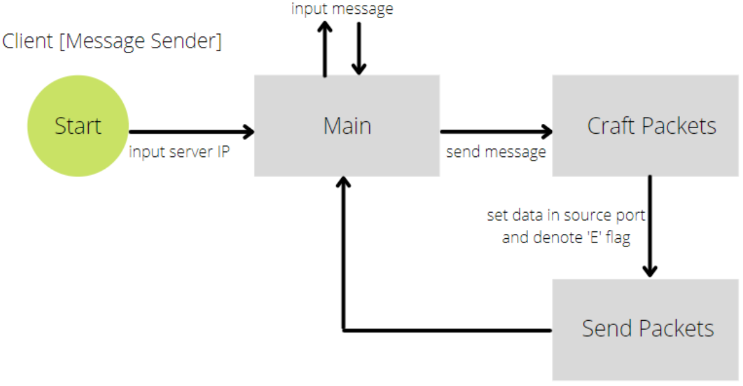 input message
Client [Message Sender]
Start
input server IP
Main
send message
Craft Packets
set data in source port
and denote 'E' flag
Send Packets